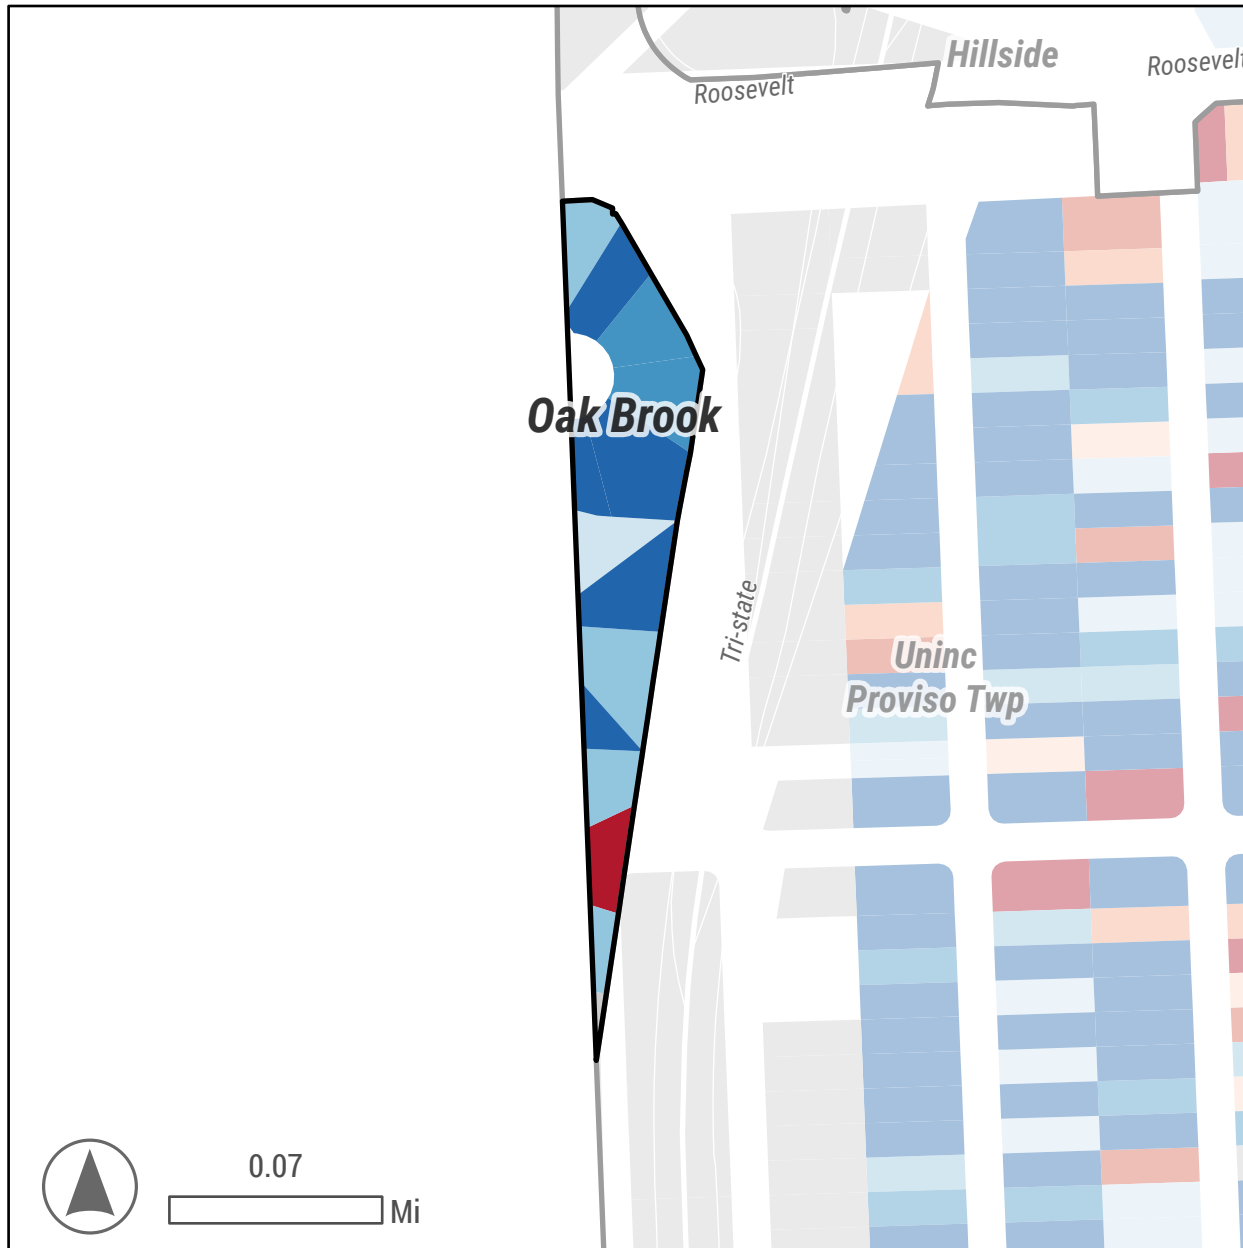 Hillside
Roosevelt
Roosevelt
Oak Brook
Tri-state
Uninc
Proviso Twp
0.07
Mi